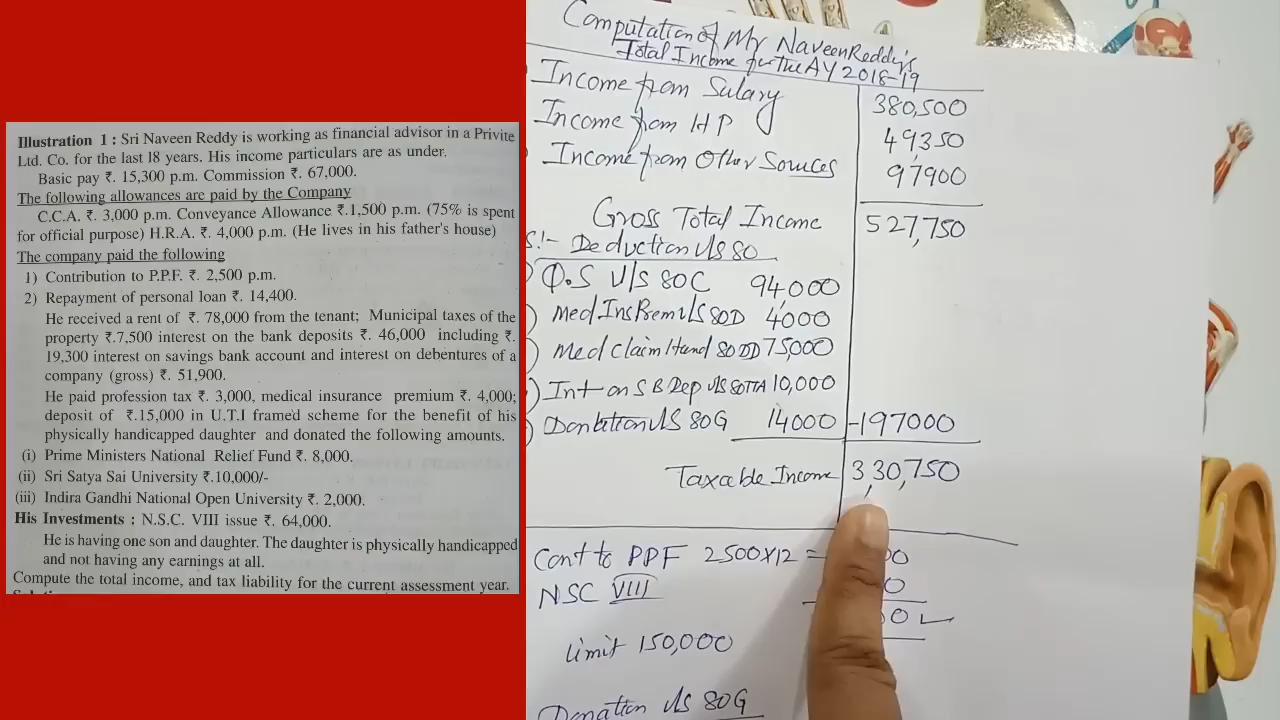 Illustration 1 : Sri Naveen Reddy is working as financial advisor in a Privite
Ltd. Co. for the last 18 years. His income particulars are as under.
Basic pay ₹. 15,300 p.m. Commission ₹. 67,000.
The following allowances are paid by the Company
C.C.A. ₹. 3,000 p.m. Conveyance Allowance ₹.1,500 p.m. (75% is spent
for official purpose) H.R.A. ₹. 4,000 p.m. (He lives in his father's house)
The company paid the following
1) Contribution to P.P.F. ₹. 2,500 p.m.
2) Repayment of personal loan ₹. 14,400.
He received a rent of ₹. 78,000 from the tenant; Municipal taxes of the
property ₹.7,500 interest on the bank deposits ₹. 46,000 including ₹.
19,300 interest on savings bank account and interest on debentures of a
company (gross) ₹. 51,900.
He paid profession tax ₹. 3,000, medical insurance premium ₹. 4,000;
deposit of ₹.15,000 in U.T.I framed scheme for the benefit of his
physically handicapped daughter and donated the following amounts.
(i) Prime Ministers National Relief Fund ₹. 8,000.
(ii) Sri Satya Sai University ₹.10,000/-
(iii) Indira Gandhi National Open University ₹. 2,000.
His Investments : N.S.C. VIII issue ₹. 64,000.
He is having one son and daughter. The daughter is physically handicapped
and not having any earnings at all.
Compute the total income, and tax liability for the current assessment year.
Computation of Mr Naveen Reddy's
Total Income for the AY 2018-19
Income from Salary 380,500
Income from HP 49,350
Income from Other Sources 97900
Gross Total Income 527,750
Deduction U/s 80
Q.S U/s 80C 94,000
Med Ins Prem U/s 80D 4000
Med Claim Hand 80DD 75,000
Int on S B Dep U/s 80TTA 10,000
Donation U/s 80G 14000 -197000
Taxable Income 3,30,750
Cont to PPF 2500X12 =
NSC VIII
limit 150,000
Donation U/s 80G